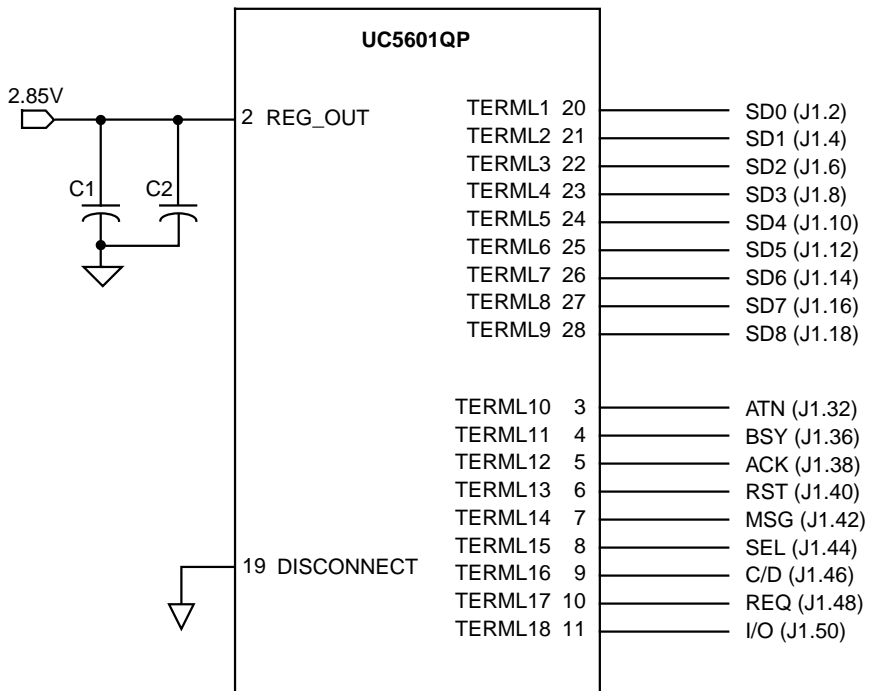 UC5601QP
2.85V
2 REG_OUT
C1 C2
19 DISCONNECT
TERML1 20 SD0 (J1.2)
TERML2 21 SD1 (J1.4)
TERML3 22 SD2 (J1.6)
TERML4 23 SD3 (J1.8)
TERML5 24 SD4 (J1.10)
TERML6 25 SD5 (J1.12)
TERML7 26 SD6 (J1.14)
TERML8 27 SD7 (J1.16)
TERML9 28 SD8 (J1.18)
TERML10 3 ATN (J1.32)
TERML11 4 BSY (J1.36)
TERML12 5 ACK (J1.38)
TERML13 6 RST (J1.40)
TERML14 7 MSG (J1.42)
TERML15 8 SEL (J1.44)
TERML16 9 C/D (J1.46)
TERML17 10 REQ (J1.48)
TERML18 11 I/O (J1.50)